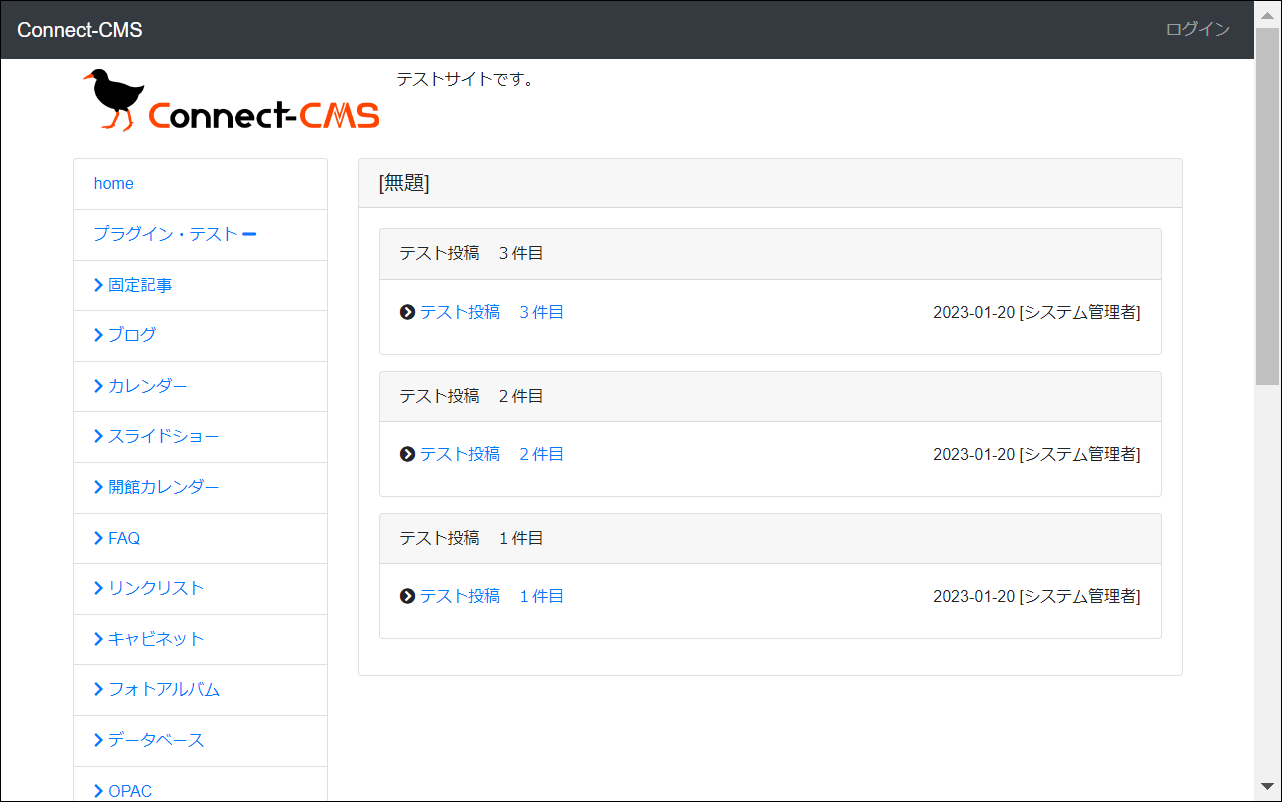 Connect-CMS
ログイン
Connect-CMS
テストサイトです。
home
プラグイン・テスト
固定記事
ブログ
カレンダー
スライドショー
開館カレンダー
FAQ
リンクリスト
キャビネット
フォトアルバム
データベース
OPAC
[無題]
テスト投稿　３件目
テスト投稿　３件目
2023-01-20 [システム管理者]
テスト投稿　２件目
テスト投稿　２件目
2023-01-20 [システム管理者]
テスト投稿　１件目
テスト投稿　１件目
2023-01-20 [システム管理者]